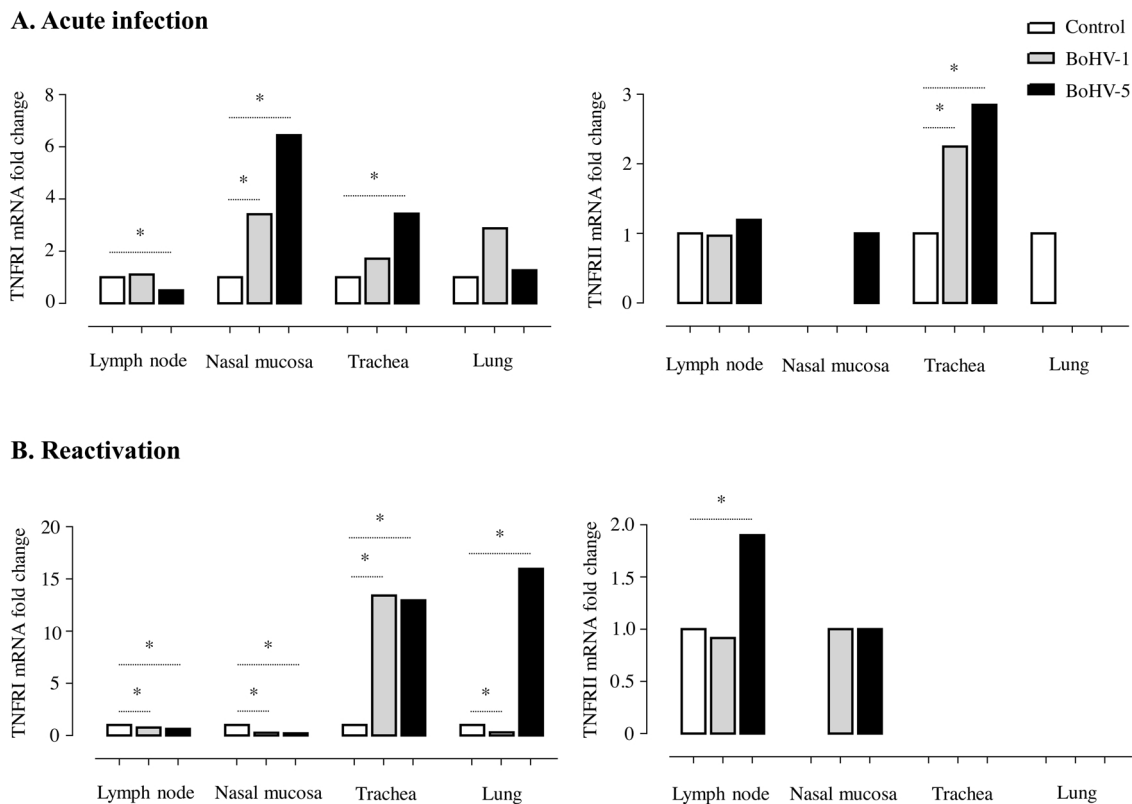 A. Acute infection
Control
BoHV-1
BoHV-5
TNFRI mRNA fold change
8
6
4
2
0
* * * *
Lymph node Nasal mucosa Trachea Lung
TNFRII mRNA fold change
3
2
1
0
* *
Lymph node Nasal mucosa Trachea Lung
B. Reactivation
TNFRI mRNA fold change
20
15
10
5
0
* * * * * * * *
Lymph node Nasal mucosa Trachea Lung
TNFRII mRNA fold change
2.0
1.5
1.0
0.5
0
*
Lymph node Nasal mucosa Trachea Lung